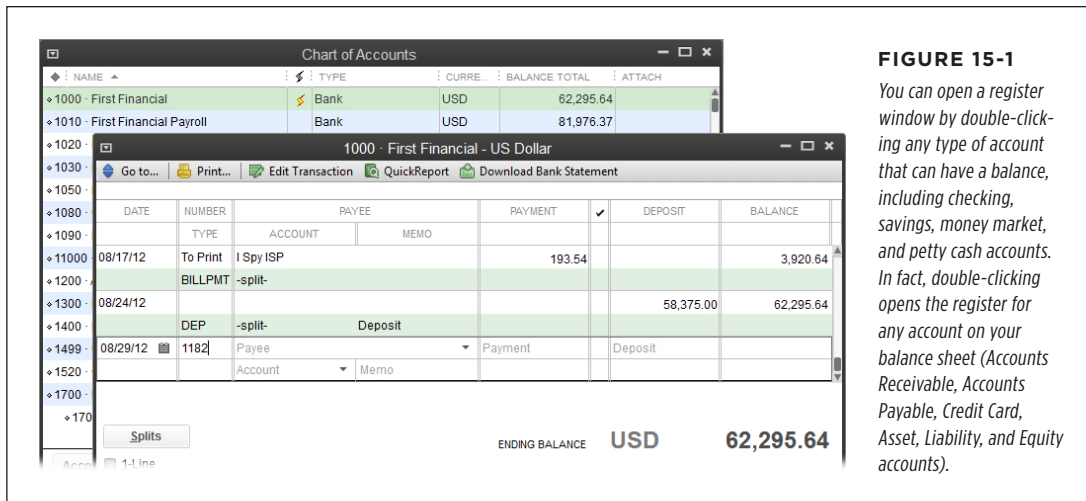 Chart of Accounts
NAME TYPE CURRE... BALANCE TOTAL ATTACH
1000 · First Financial Bank USD 62,295.64
1010 · First Financial Payroll Bank USD 81,976.37
1020 ·
1030 ·
1050 ·
1080 ·
1090 ·
11000
1200 ·
1300 ·
1400 ·
1499 ·
1520 ·
1700 ·
170
1000 · First Financial - US Dollar
Go to... Print... Edit Transaction QuickReport Download Bank Statement
DATE NUMBER PAYEE PAYMENT ✓ DEPOSIT BALANCE
TYPE ACCOUNT MEMO
08/17/12 To Print I Spy ISP 193.54 3,920.64
BILLPMT -split-
08/24/12 58,375.00 62,295.64
DEP -split- Deposit
08/29/12 1182 Payee Payment Deposit
Account Memo
Splits
ENDING BALANCE USD 62,295.64
1-Line
Acco
FIGURE 15-1
You can open a register
window by double-click-
ing any type of account
that can have a balance,
including checking,
savings, money market,
and petty cash accounts.
In fact, double-clicking
opens the register for
any account on your
balance sheet (Accounts
Receivable, Accounts
Payable, Credit Card,
Asset, Liability, and Equity
accounts).